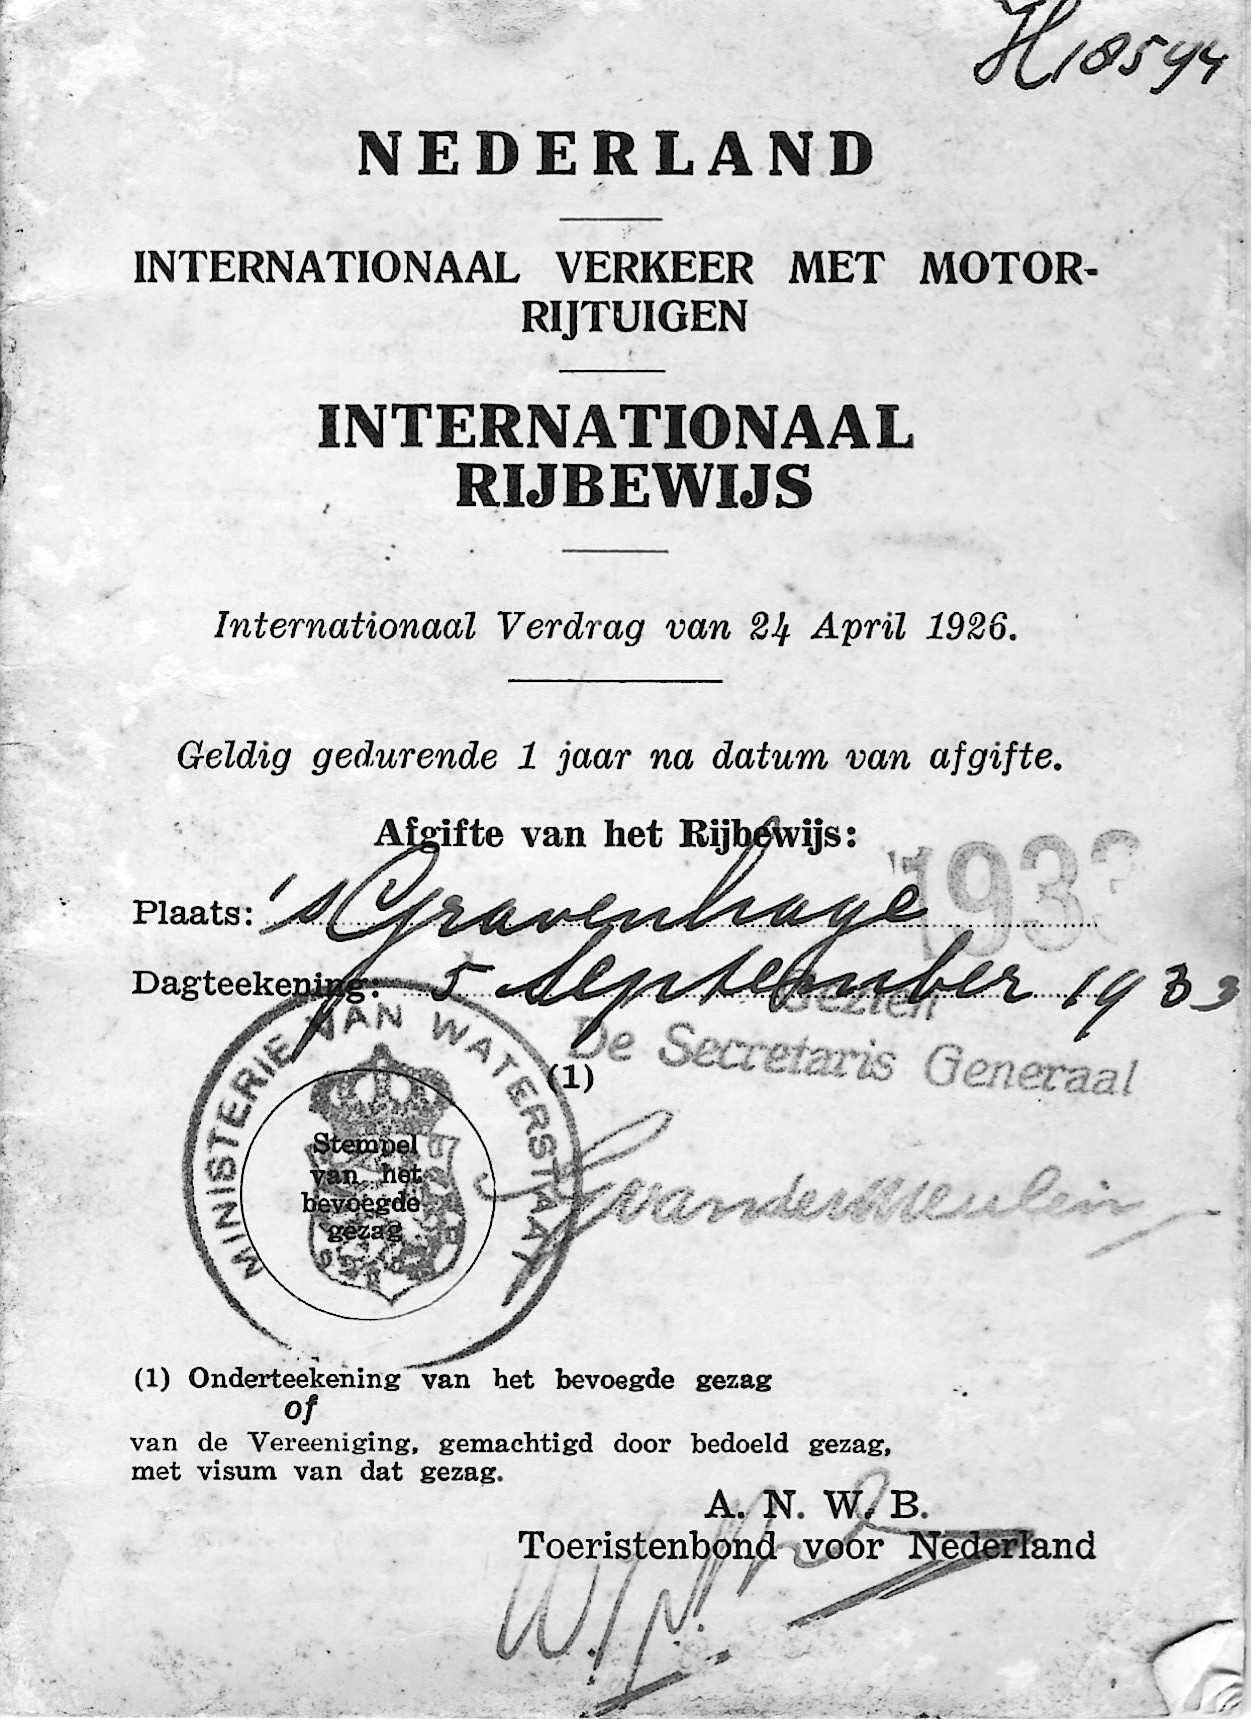 H 18544
NEDERLAND
INTERNATIONAAL VERKEER MET MOTOR-
RIJTUIGEN
INTERNATIONAAL
RIJBEWIJS
Internationaal Verdrag van 24 April 1926.
Geldig gedurende 1 jaar na datum van afgifte.
Afgifte van het Rijbewijs:
1933
Plaats: 's Gravenhage
Dagteekening: 5 September 1933
Gezien
De Secretaris Generaal
(1)
MINISTERIE VAN WATERSTAAT
Stempel
van het
bevoegde
gezag
vandermeulein
(1) Onderteekening van het bevoegde gezag
of
van de Vereeniging, gemachtigd door bedoeld gezag,
met visum van dat gezag.
A. N. W. B.
Toeristenbond voor Nederland